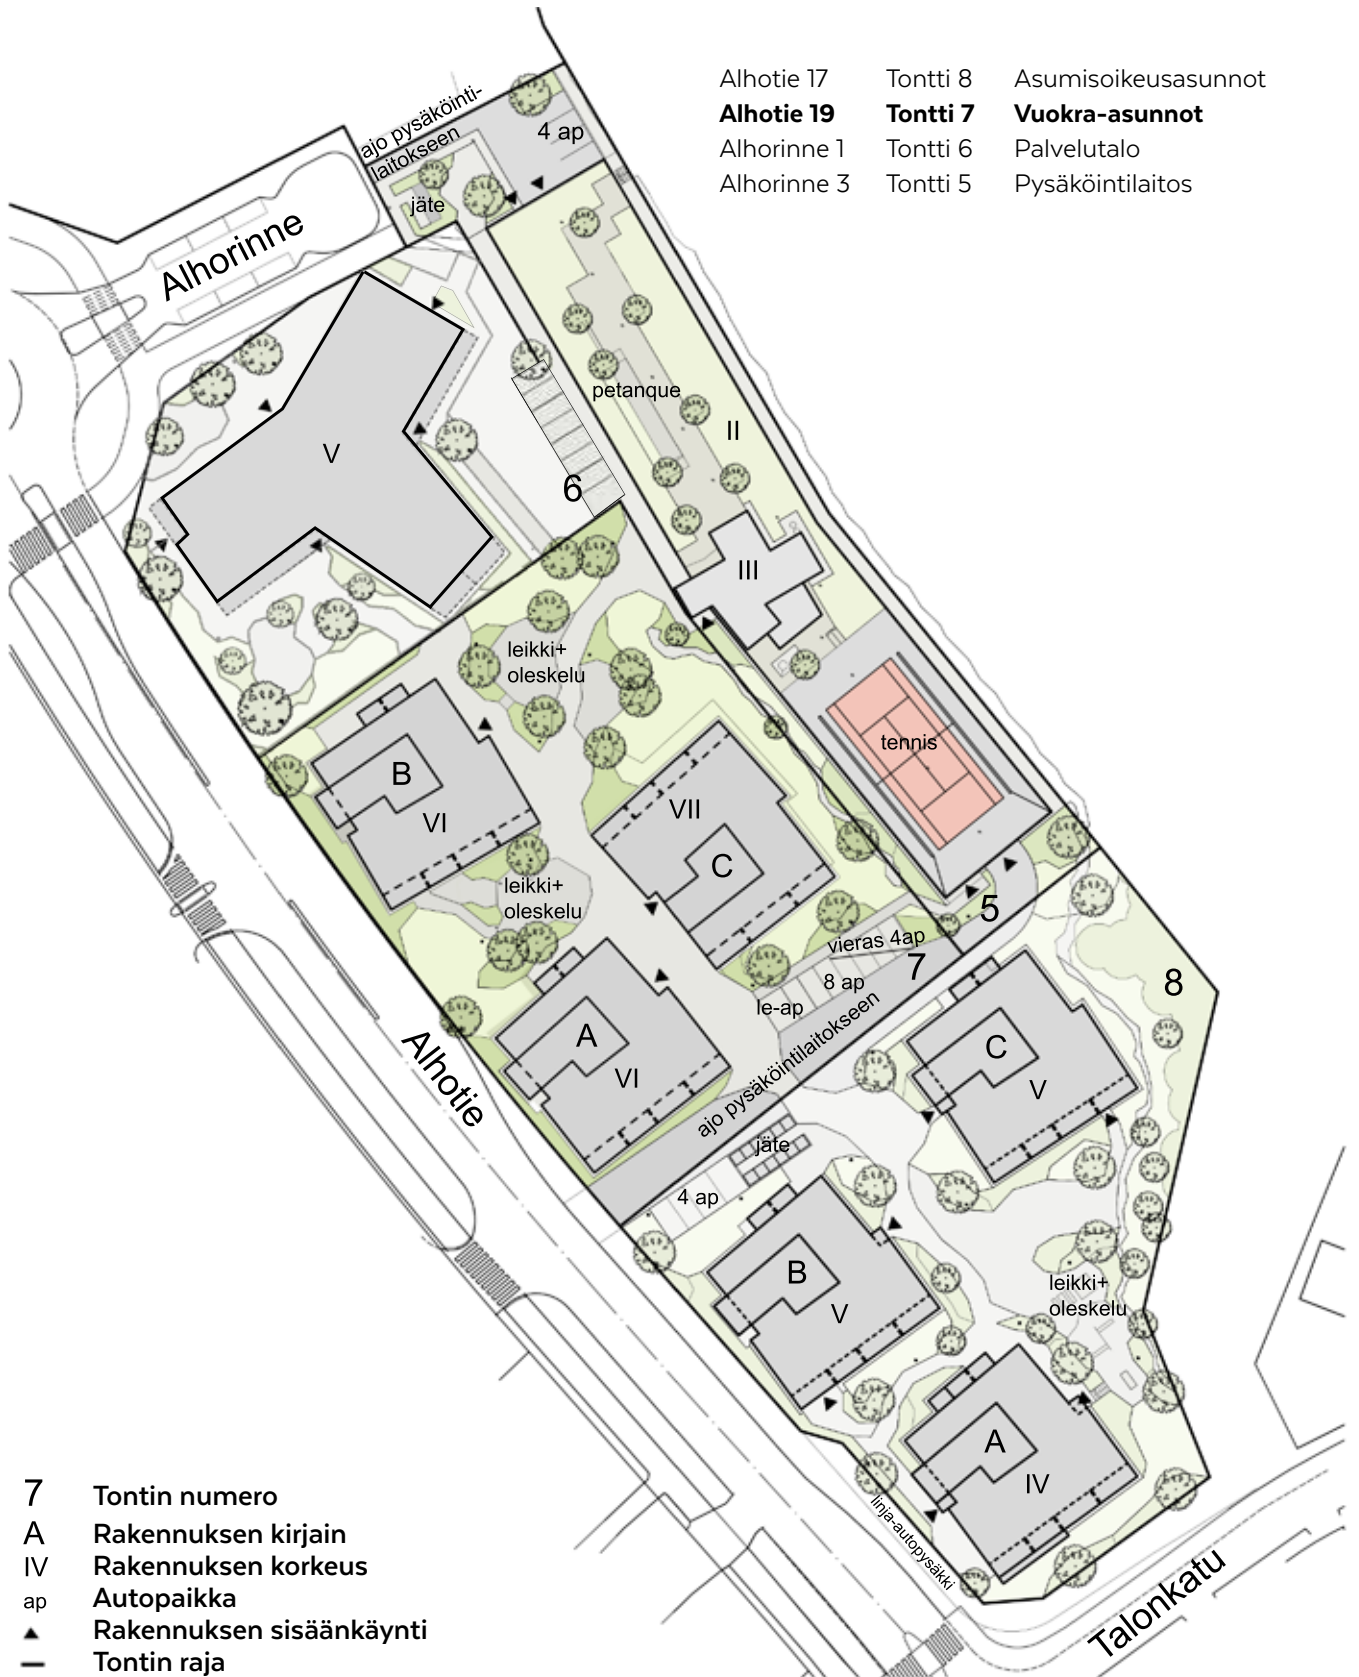 Alhotie 17 Tontti 8 Asumisoikeusasunnot
Alhotie 19 Tontti 7 Vuokra-asunnot
Alhorinne 1 Tontti 6 Palvelutalo
Alhorinne 3 Tontti 5 Pysäköintilaitos
ajo pysäköinti-
laitokseen
4 ap
jäte
Alhorinne
petanque
II
V
6
III
leikki+
oleskelu
tennis
B
VI
VII
C
leikki+
oleskelu
5
vieras 4ap
7
8 ap
le-ap
8
A
VI
ajo pysäköintilaitokseen
Alhotie
C
V
jäte
4 ap
B
V
leikki+
oleskelu
A
IV
linja-autopysäkki
Talonkatu
7 Tontin numero
A Rakennuksen kirjain
IV Rakennuksen korkeus
ap Autopaikka
▲ Rakennuksen sisäänkäynti
— Tontin raja